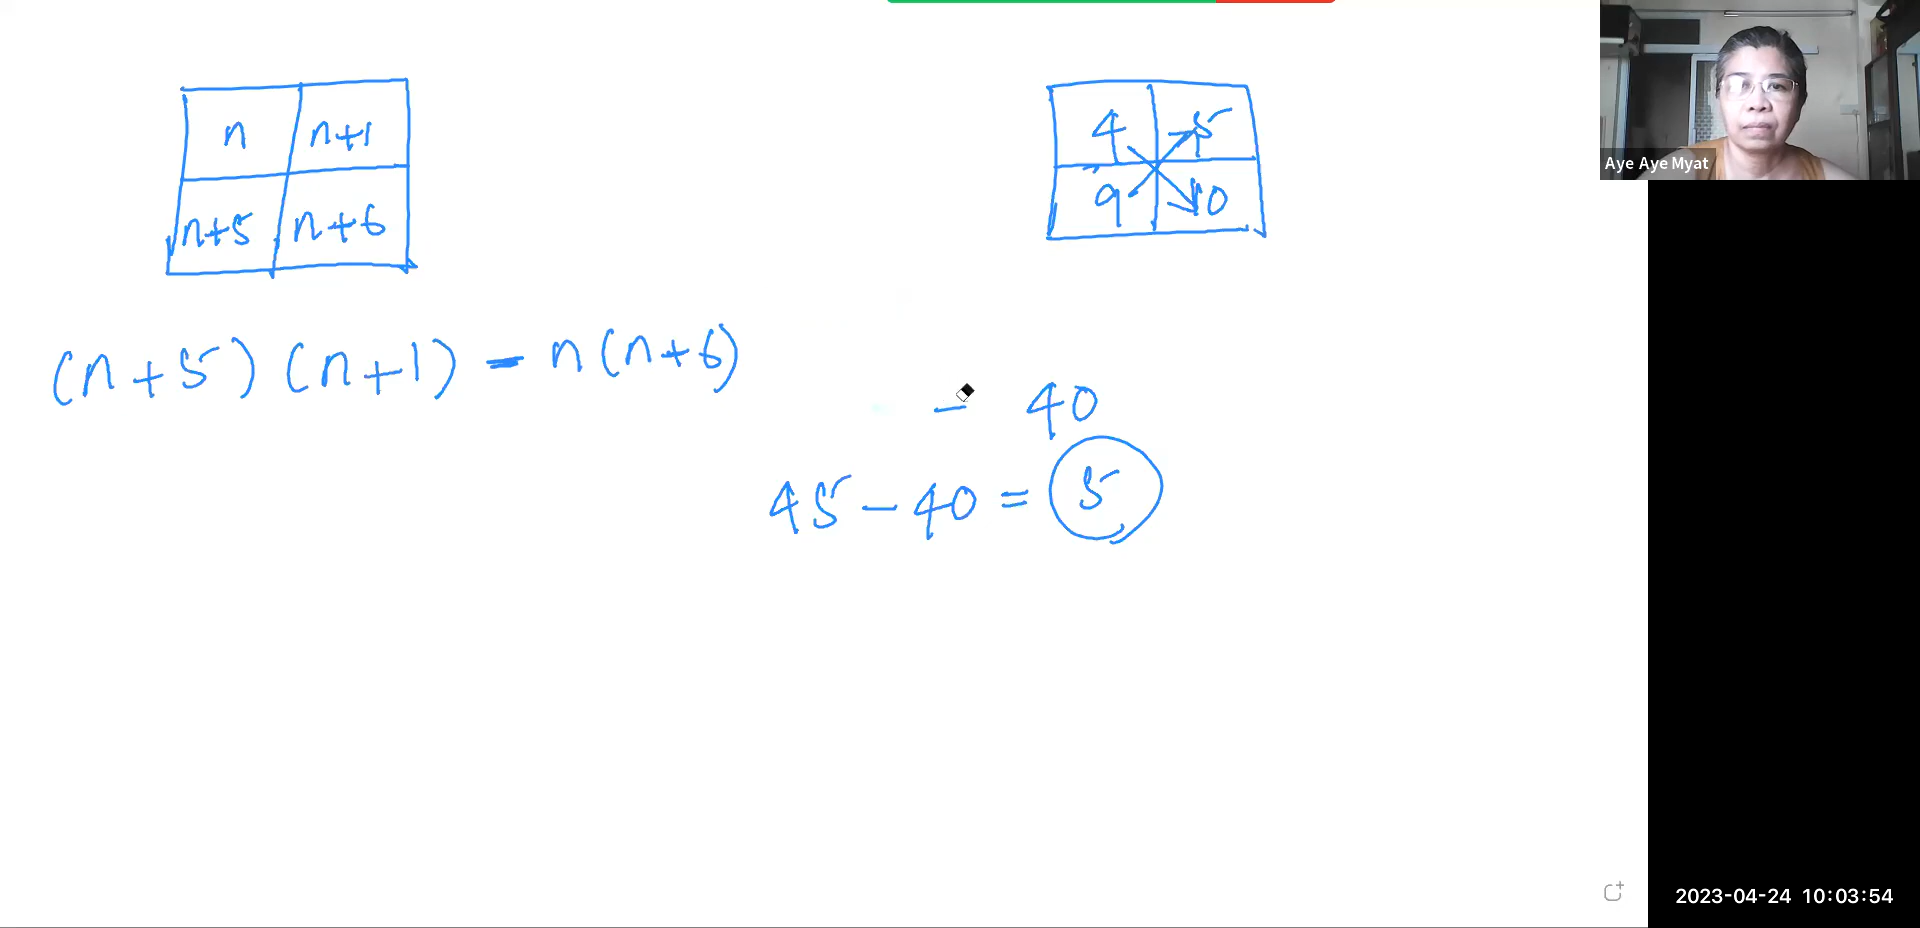 n n+1
n+5 n+6
4 5
9 10
(n+5)(n+1) - n(n+6)
- 40
45 - 40 = 5
Aye Aye Myat
2023-04-24 10:03:54